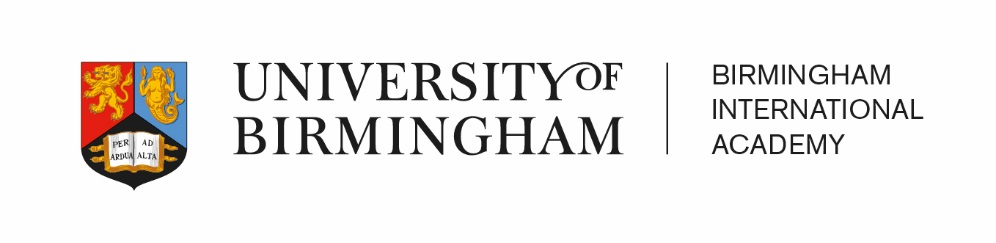 PER AD
ARDUA ALTA
UNIVERSITY OF
BIRMINGHAM
BIRMINGHAM
INTERNATIONAL
ACADEMY